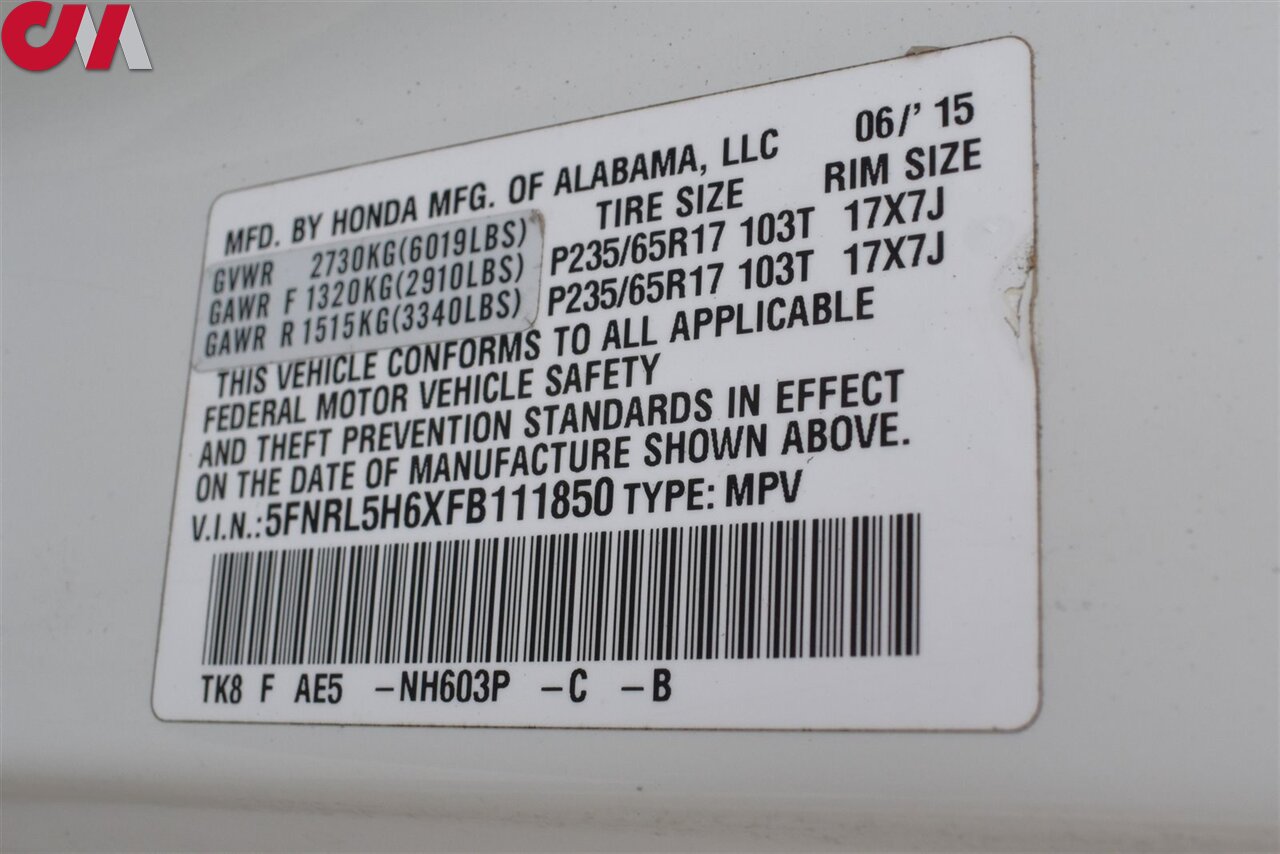 CM
MFD. BY HONDA MFG. OF ALABAMA, LLC 06/' 15
TIRE SIZE RIM SIZE
GVWR 2730KG(6019LBS) P235/65R17 103T 17X7J
GAWR F 1320KG(2910LBS) P235/65R17 103T 17X7J
GAWR R 1515KG(3340LBS)
THIS VEHICLE CONFORMS TO ALL APPLICABLE
FEDERAL MOTOR VEHICLE SAFETY
AND THEFT PREVENTION STANDARDS IN EFFECT
ON THE DATE OF MANUFACTURE SHOWN ABOVE.
V.I.N.:5FNRL5H6XFB111850 TYPE: MPV
TK8 F AE5 -NH603P -C -B